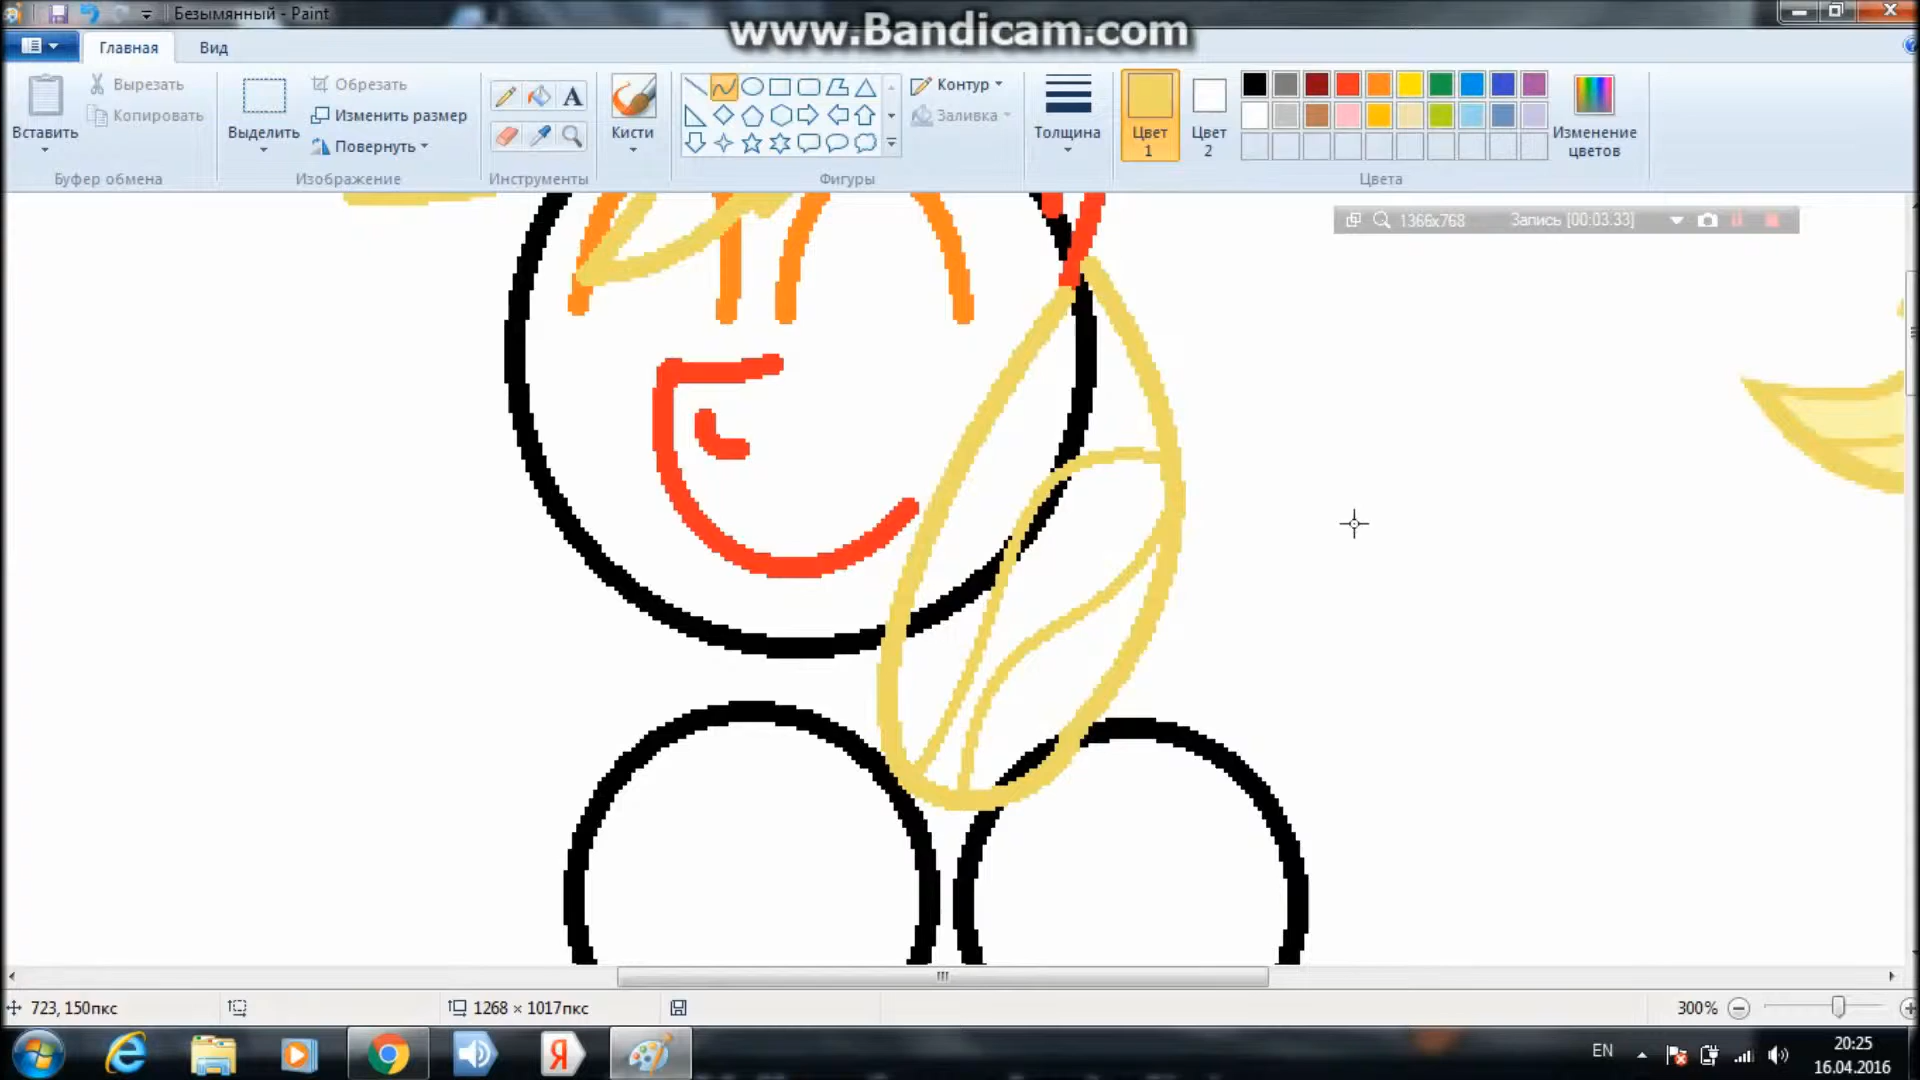 Безымянный - Paint
www.Bandicam.com
Главная
Вид
Вставить
Вырезать
Копировать
Буфер обмена
Выделить
Обрезать
Изменить размер
Повернуть
Изображение
A
Инструменты
Кисти
Фигуры
Контур
Заливка
Толщина
Цвет
1
Цвет
2
Изменение
цветов
Цвета
1366x768
Запись [00:03.33]
723, 150пкс
1268 × 1017пкс
300%
Я
EN
20:25
16.04.2016